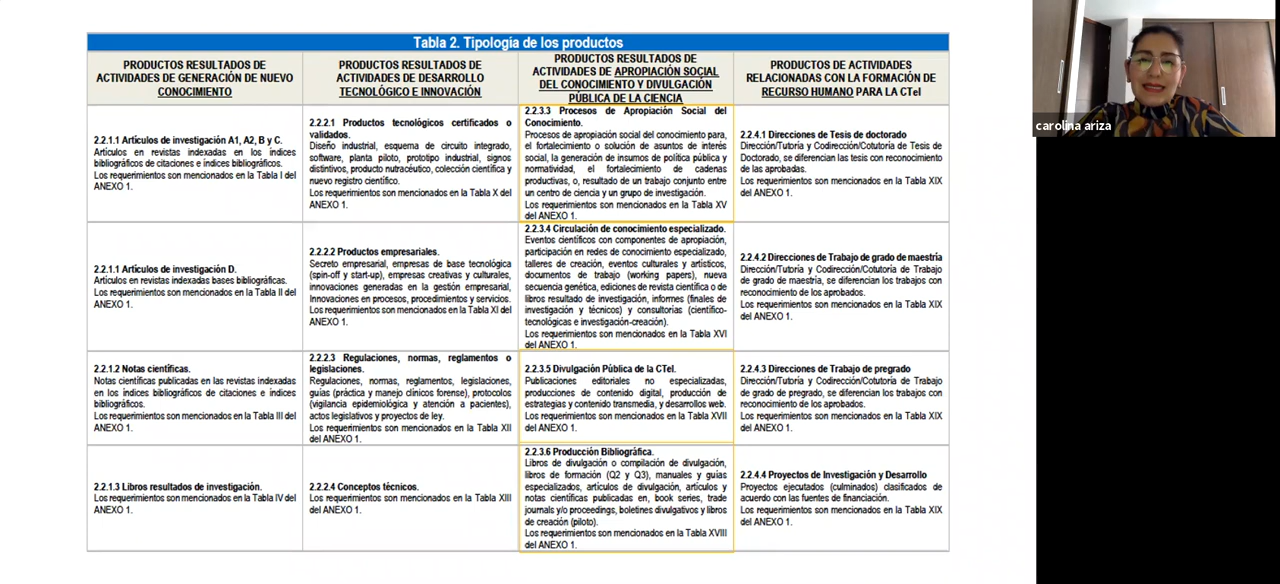 Tabla 2. Tipología de los productos
PRODUCTOS RESULTADOS DE
ACTIVIDADES DE GENERACIÓN DE NUEVO
CONOCIMIENTO
PRODUCTOS RESULTADOS DE
ACTIVIDADES DE DESARROLLO
TECNOLÓGICO E INNOVACIÓN
PRODUCTOS RESULTADOS DE
ACTIVIDADES DE APROPIACIÓN SOCIAL
DEL CONOCIMIENTO Y DIVULGACIÓN
PÚBLICA DE LA CIENCIA
PRODUCTOS DE ACTIVIDADES
RELACIONADAS CON LA FORMACIÓN DE
RECURSO HUMANO PARA LA CTeI
2.2.1.1 Artículos de investigación A1, A2, B y C.
Artículos en revistas indexadas en los índices
bibliográficos de citaciones e índices bibliográficos.
Los requerimientos son mencionados en la Tabla I del
ANEXO 1.
2.2.2.1 Productos tecnológicos certificados o
validados.
Diseño industrial, esquema de circuito integrado,
software, planta piloto, prototipo industrial, signos
distintivos, producto nutracéutico, colección científica y
nuevo registro científico.
Los requerimientos son mencionados en la Tabla X del
ANEXO 1.
2.2.3.3 Procesos de Apropiación Social del
Conocimiento.
Procesos de apropiación social del conocimiento para,
el fortalecimiento o solución de asuntos de interés
social, la generación de insumos de política pública y
normatividad, el fortalecimiento de cadenas
productivas, o, resultado de un trabajo conjunto entre
un centro de ciencia y un grupo de investigación.
Los requerimientos son mencionados en la Tabla XV
del ANEXO 1.
2.2.4.1 Direcciones de Tesis de doctorado
Dirección/Tutoría y Codirección/Cotutoría de Tesis de
Doctorado, se diferencian las tesis con reconocimiento
de las aprobadas.
Los requerimientos son mencionados en la Tabla XIX
del ANEXO 1.
2.2.1.1 Artículos de investigación D.
Artículos en revistas indexadas bases bibliográficas.
Los requerimientos son mencionados en la Tabla II del
ANEXO 1.
2.2.2.2 Productos empresariales.
Secreto empresarial, empresas de base tecnológica
(spin-off y start-up), empresas creativas y culturales,
innovaciones generadas en la gestión empresarial,
Innovaciones en procesos, procedimientos y servicios.
Los requerimientos son mencionados en la Tabla XI del
ANEXO 1.
2.2.3.4 Circulación de conocimiento especializado.
Eventos científicos con componentes de apropiación,
participación en redes de conocimiento especializado,
talleres de creación, eventos culturales y artísticos,
documentos de trabajo (working papers), nueva
secuencia genética, ediciones de revista científica o de
libros resultado de investigación, informes (finales de
investigación y técnicos) y consultorías (científico-
tecnológicas e investigación-creación).
Los requerimientos son mencionados en la Tabla XVI
del ANEXO 1.
2.2.4.2 Direcciones de Trabajo de grado de maestría
Dirección/Tutoría y Codirección/Cotutoría de Trabajo
de grado de maestría, se diferencian los trabajos con
reconocimiento de los aprobados.
Los requerimientos son mencionados en la Tabla XIX
del ANEXO 1.
2.2.1.2 Notas científicas.
Notas científicas publicadas en las revistas indexadas
en los índices bibliográficos de citaciones e índices
bibliográficos.
Los requerimientos son mencionados en la Tabla III del
ANEXO 1.
2.2.2.3 Regulaciones, normas, reglamentos o
legislaciones.
Regulaciones, normas, reglamentos, legislaciones,
guías (práctica y manejo clínicos forense), protocolos
(vigilancia epidemiológica y atención a pacientes),
actos legislativos y proyectos de ley.
Los requerimientos son mencionados en la Tabla XII
del ANEXO 1.
2.2.3.5 Divulgación Pública de la CTeI.
Publicaciones editoriales no especializadas,
producciones de contenido digital, producción de
estrategias y contenido transmedia, y desarrollos web.
Los requerimientos son mencionados en la Tabla XVII
del ANEXO 1.
2.2.4.3 Direcciones de Trabajo de pregrado
Dirección/Tutoría y Codirección/Cotutoría de Trabajo
de grado de pregrado, se diferencian los trabajos con
reconocimiento de los aprobados.
Los requerimientos son mencionados en la Tabla XIX
del ANEXO 1.
2.2.1.3 Libros resultados de investigación.
Los requerimientos son mencionados en la Tabla IV del
ANEXO 1.
2.2.2.4 Conceptos técnicos.
Los requerimientos son mencionados en la Tabla XIII
del ANEXO 1.
2.2.3.6 Producción Bibliográfica.
Libros de divulgación o compilación de divulgación,
libros de formación (Q2 y Q3), manuales y guías
especializados, artículos de divulgación, artículos y
notas científicas publicadas en, book series, trade
journals y/o proceedings, boletines divulgativos y libros
de creación (piloto).
Los requerimientos son mencionados en la Tabla XVIII
del ANEXO 1.
2.2.4.4 Proyectos de Investigación y Desarrollo
Proyectos ejecutados (culminados) clasificados de
acuerdo con las fuentes de financiación.
Los requerimientos son mencionados en la Tabla XIX
del ANEXO 1.
carolina ariza